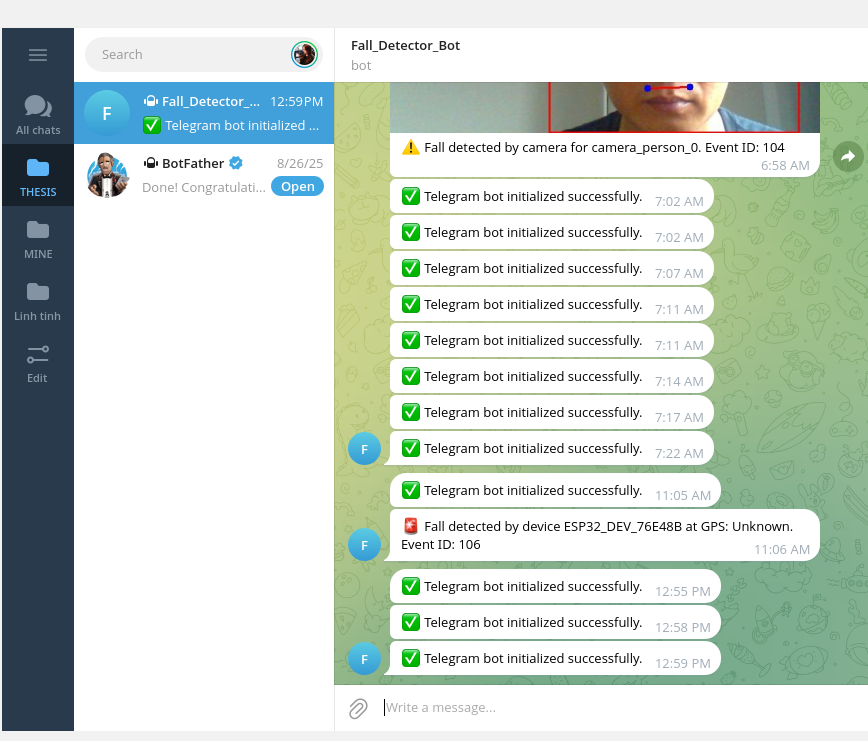 Search
All chats
THESIS
MINE
Linh tinh
Edit
F
Fall_Detector_... 12:59 PM
✅ Telegram bot initialized ...
BotFather 8/26/25
Done! Congratulati... Open
Fall_Detector_Bot
bot
⚠️ Fall detected by camera for camera_person_0. Event ID: 104
6:58 AM
✅ Telegram bot initialized successfully. 7:02 AM
✅ Telegram bot initialized successfully. 7:02 AM
✅ Telegram bot initialized successfully. 7:07 AM
✅ Telegram bot initialized successfully. 7:11 AM
✅ Telegram bot initialized successfully. 7:11 AM
✅ Telegram bot initialized successfully. 7:14 AM
✅ Telegram bot initialized successfully. 7:17 AM
F ✅ Telegram bot initialized successfully. 7:22 AM
✅ Telegram bot initialized successfully. 11:05 AM
🚨 Fall detected by device ESP32_DEV_76E48B at GPS: Unknown.
F Event ID: 106 11:06 AM
✅ Telegram bot initialized successfully. 12:55 PM
✅ Telegram bot initialized successfully. 12:58 PM
F ✅ Telegram bot initialized successfully. 12:59 PM
Write a message...